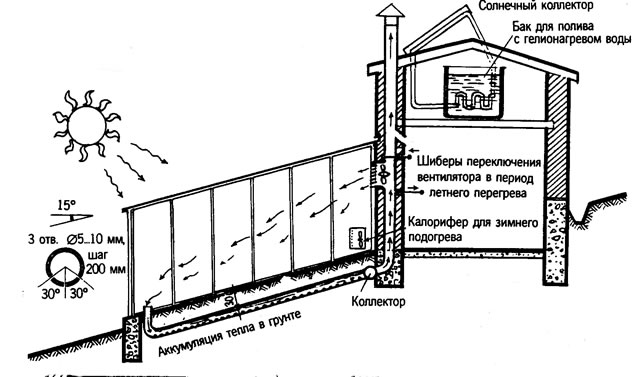 Солнечный коллектор
Бак для полива
с гелионагревом воды
Шиберы переключения
вентилятора в период
летнего перегрева
15°
3 отв. Ø5...10 мм,
шаг
200 мм
30° 30°
Калорифер для зимнего
подогрева
30
Коллектор
Аккумуляция тепла в грунте